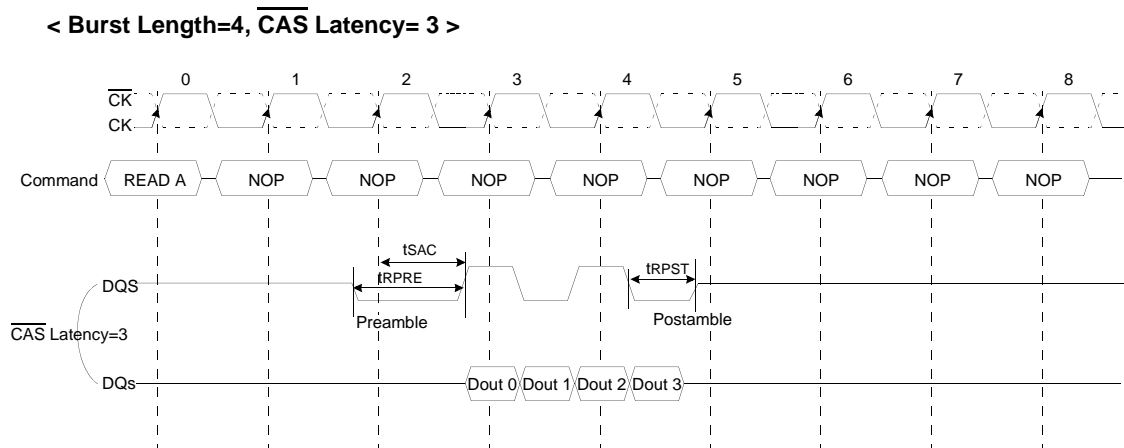 < Burst Length=4, CAS Latency= 3 >
0 1 2 3 4 5 6 7 8
CK
CK
Command READ A NOP NOP NOP NOP NOP NOP NOP NOP
tSAC
tRPRE
tRPST
DQS
Preamble
Postamble
CAS Latency=3
DQs
Dout 0 Dout 1 Dout 2 Dout 3